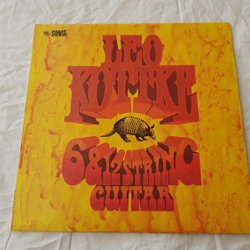 SONET
LEO
KOTTKE
6 & 12 STRING
GUITAR